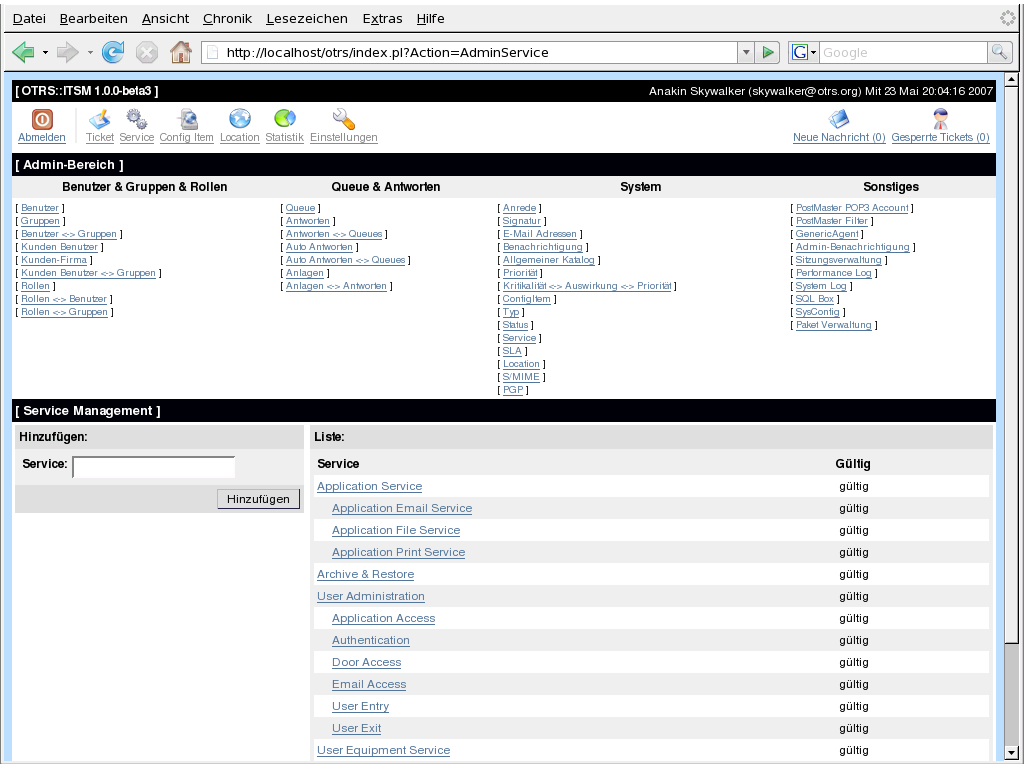 Datei Bearbeiten Ansicht Chronik Lesezeichen Extras Hilfe
http://localhost/otrs/index.pl?Action=AdminService G Google
[ OTRS::ITSM 1.0.0-beta3 ] Anakin Skywalker (skywalker@otrs.org) Mit 23 Mai 20:04:16 2007
Abmelden Ticket Service Config Item Location Statistik Einstellungen Neue Nachricht (0) Gesperrte Tickets (0)
[ Admin-Bereich ]
Benutzer & Gruppen & Rollen Queue & Antworten System Sonstiges
[ Benutzer ] [ Queue ] [ Anrede ] [ PostMaster POP3 Account ]
[ Gruppen ] [ Antworten ] [ Signatur ] [ PostMaster Filter ]
[ Benutzer <-> Gruppen ] [ Antworten <-> Queues ] [ E-Mail Adressen ] [ GenericAgent ]
[ Kunden Benutzer ] [ Auto Antworten ] [ Benachrichtigung ] [ Admin-Benachrichtigung ]
[ Kunden-Firma ] [ Auto Antworten <-> Queues ] [ Allgemeiner Katalog ] [ Sitzungsverwaltung ]
[ Kunden Benutzer <-> Gruppen ] [ Anlagen ] [ Priorität ] [ Performance Log ]
[ Rollen ] [ Anlagen <-> Antworten ] [ Kritikalität <-> Auswirkung <-> Priorität ] [ System Log ]
[ Rollen <-> Benutzer ] [ ConfigItem ] [ SQL Box ]
[ Rollen <-> Gruppen ] [ Typ ] [ SysConfig ]
[ Status ] [ Paket Verwaltung ]
[ Service ]
[ SLA ]
[ Location ]
[ S/MIME ]
[ PGP ]
[ Service Management ]
Hinzufügen: Liste:
Service: Service Gültig
Hinzufügen
Application Service gültig
Application Email Service gültig
Application File Service gültig
Application Print Service gültig
Archive & Restore gültig
User Administration gültig
Application Access gültig
Authentication gültig
Door Access gültig
Email Access gültig
User Entry gültig
User Exit gültig
User Equipment Service gültig